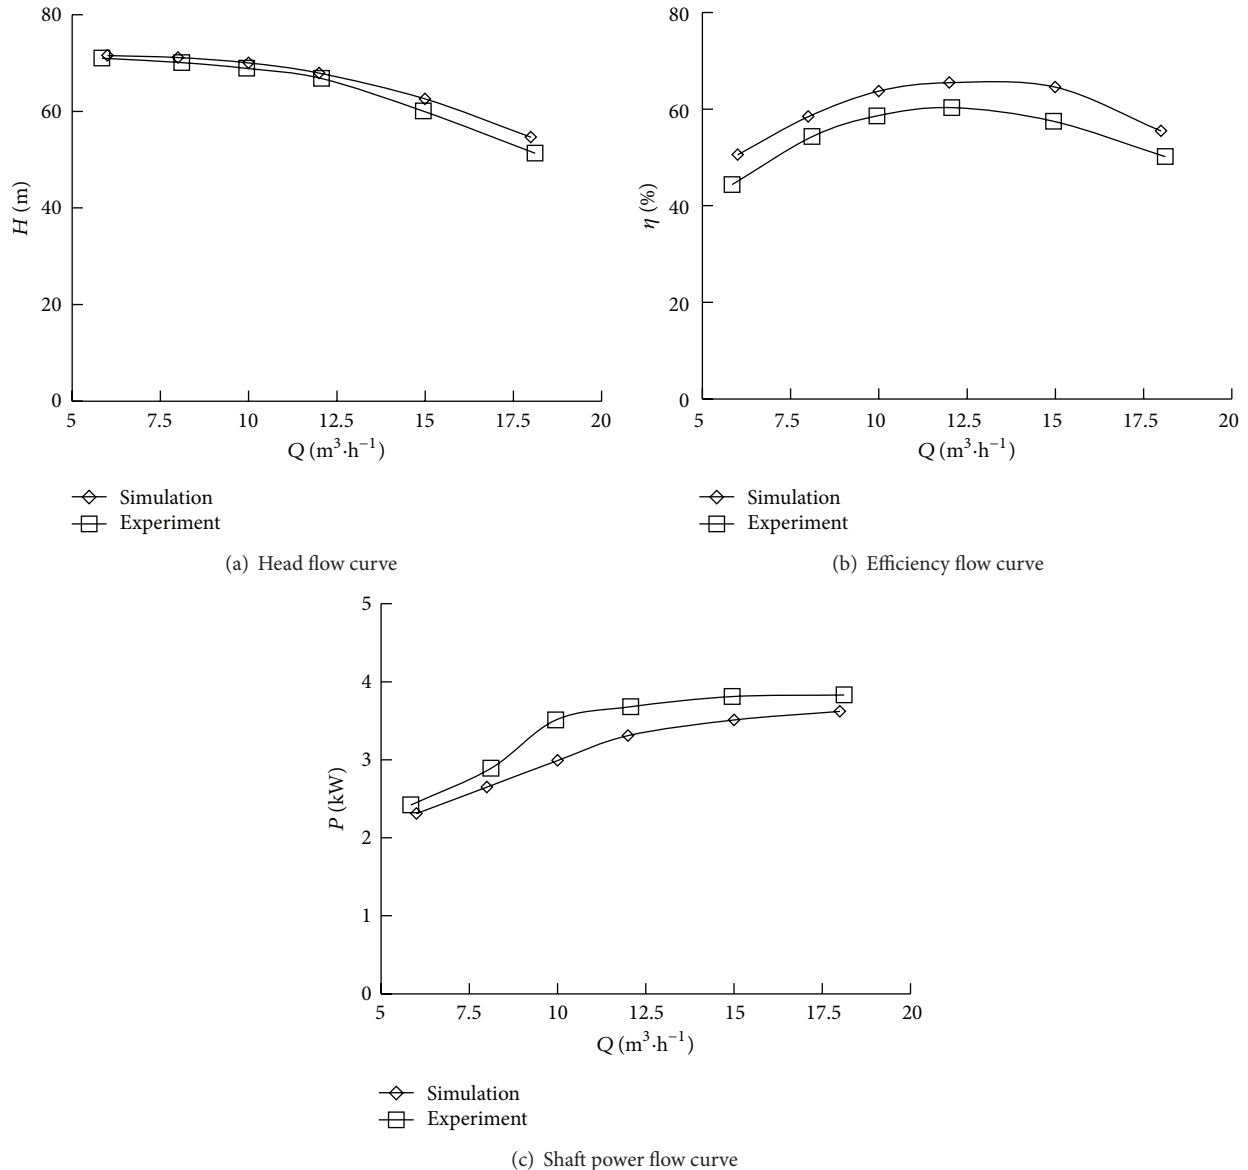 80
60
40
20
0
H (m)
5 7.5 10 12.5 15 17.5 20
Q (m³·h⁻¹)
Simulation
Experiment
(a) Head flow curve
80
60
40
20
0
η (%)
5 7.5 10 12.5 15 17.5 20
Q (m³·h⁻¹)
Simulation
Experiment
(b) Efficiency flow curve
5
4
3
2
1
0
P (kW)
5 7.5 10 12.5 15 17.5 20
Q (m³·h⁻¹)
Simulation
Experiment
(c) Shaft power flow curve